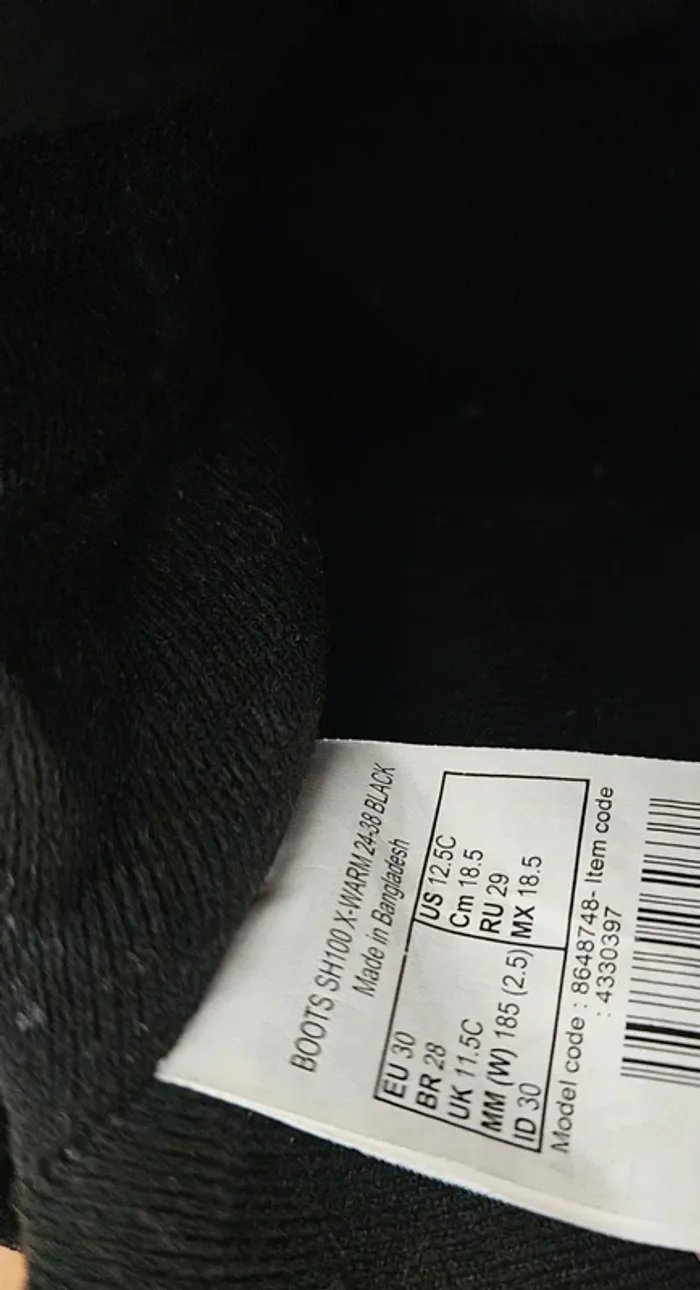 BOOTS SH100 X-WARM 24-38 BLACK
Made in Bangladesh
EU 30 US 12.5C
BR 28 Cm 18.5
UK 11.5C RU 29
MM (W) 185 (2.5) MX 18.5
ID 30
Model code : 8648748- Item code
: 4330397